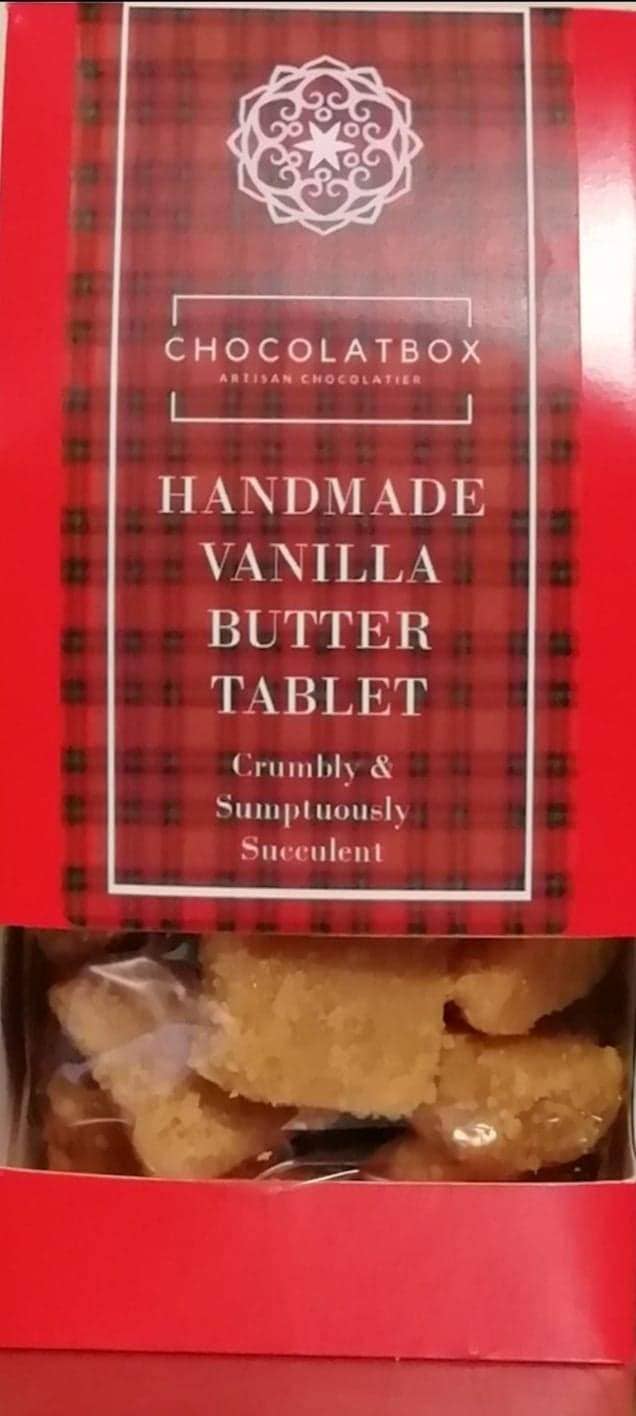 CHOCOLATBOX
ARTISAN CHOCOLATIER
HANDMADE
VANILLA
BUTTER
TABLET
Crumbly &
Sumptuously
Succulent